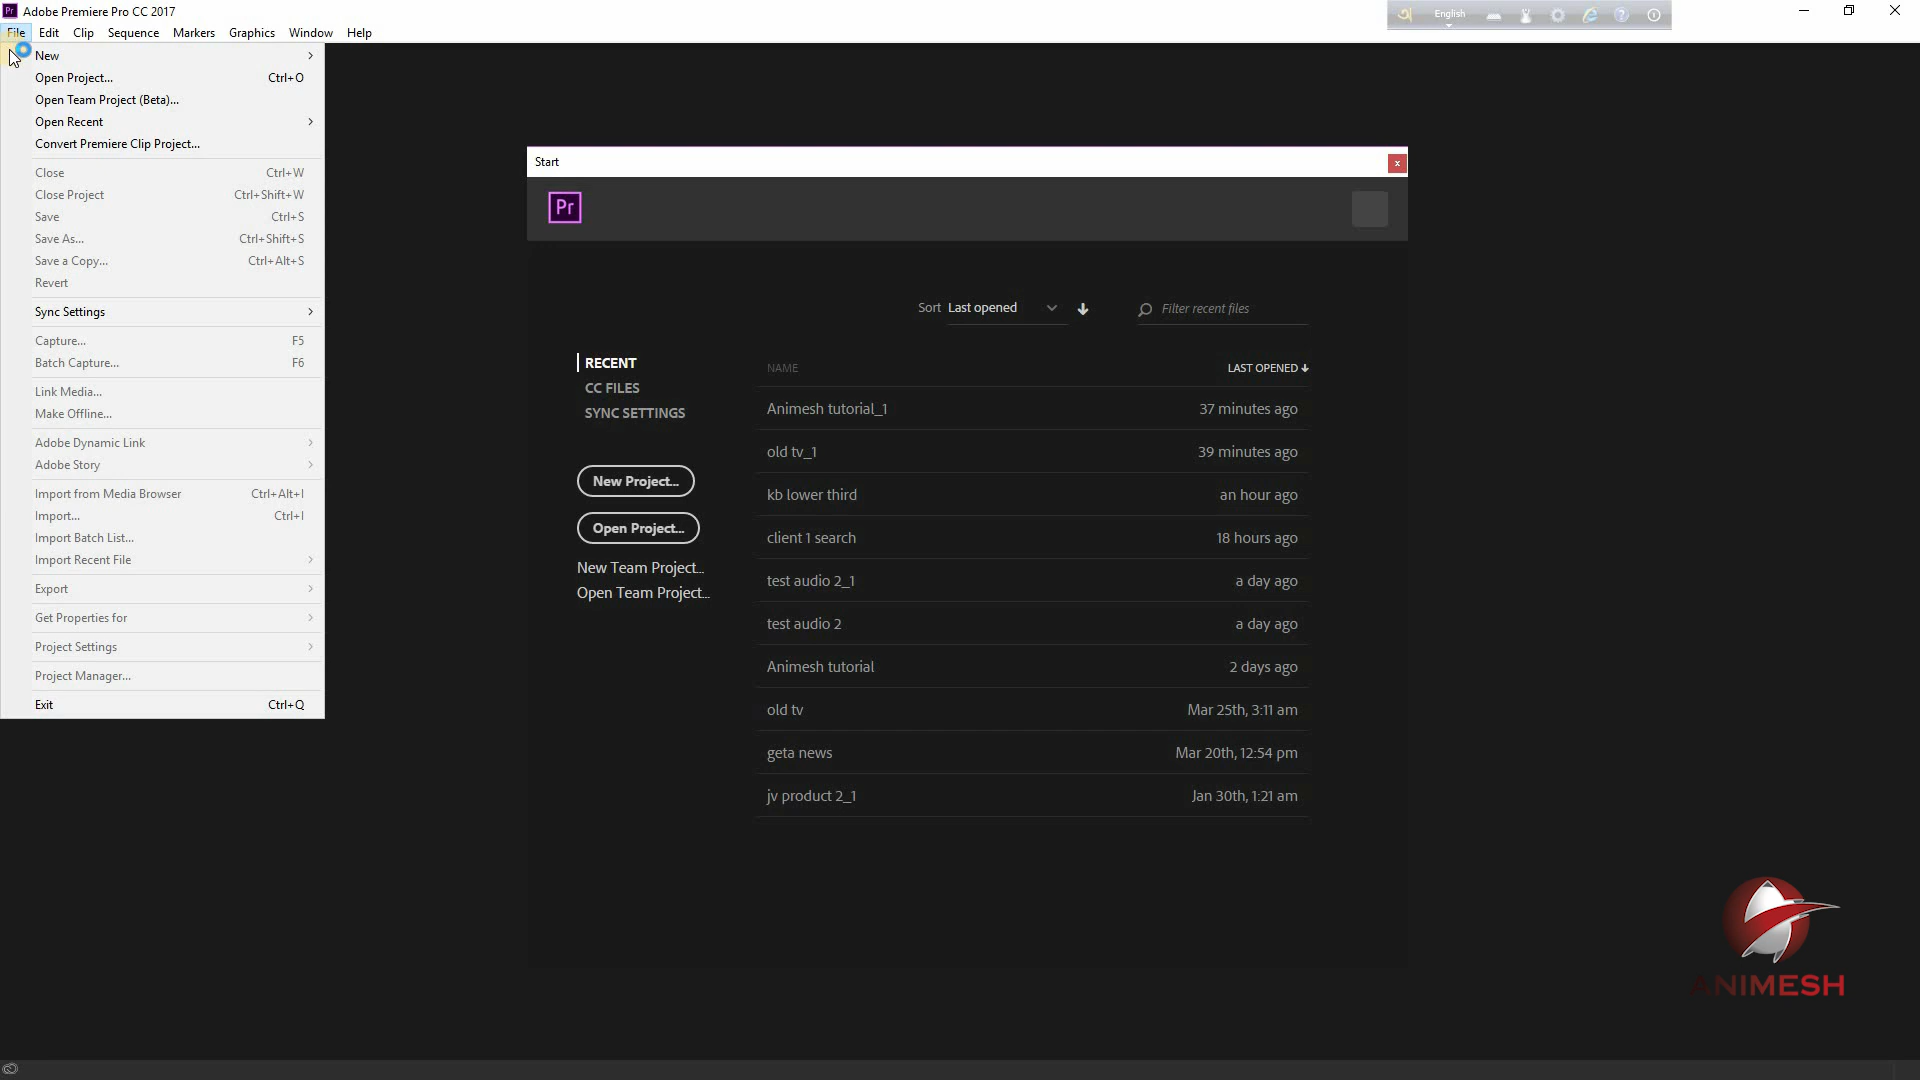 Adobe Premiere Pro CC 2017
English
File Edit Clip Sequence Markers Graphics Window Help
New
Open Project... Ctrl+O
Open Team Project (Beta)...
Open Recent
Convert Premiere Clip Project...
Close Ctrl+W
Close Project Ctrl+Shift+W
Save Ctrl+S
Save As... Ctrl+Shift+S
Save a Copy... Ctrl+Alt+S
Revert
Sync Settings
Capture... F5
Batch Capture... F6
Link Media...
Make Offline...
Adobe Dynamic Link
Adobe Story
Import from Media Browser Ctrl+Alt+I
Import... Ctrl+I
Import Batch List...
Import Recent File
Export
Get Properties for
Project Settings
Project Manager...
Exit Ctrl+Q
Start
Pr
Sort Last opened
Filter recent files
RECENT
CC FILES
SYNC SETTINGS
New Project...
Open Project...
New Team Project...
Open Team Project...
NAME LAST OPENED
Animesh tutorial_1 37 minutes ago
old tv_1 39 minutes ago
kb lower third an hour ago
client 1 search 18 hours ago
test audio 2_1 a day ago
test audio 2 a day ago
Animesh tutorial 2 days ago
old tv Mar 25th, 3:11 am
geta news Mar 20th, 12:54 pm
jv product 2_1 Jan 30th, 1:21 am
ANIMESH